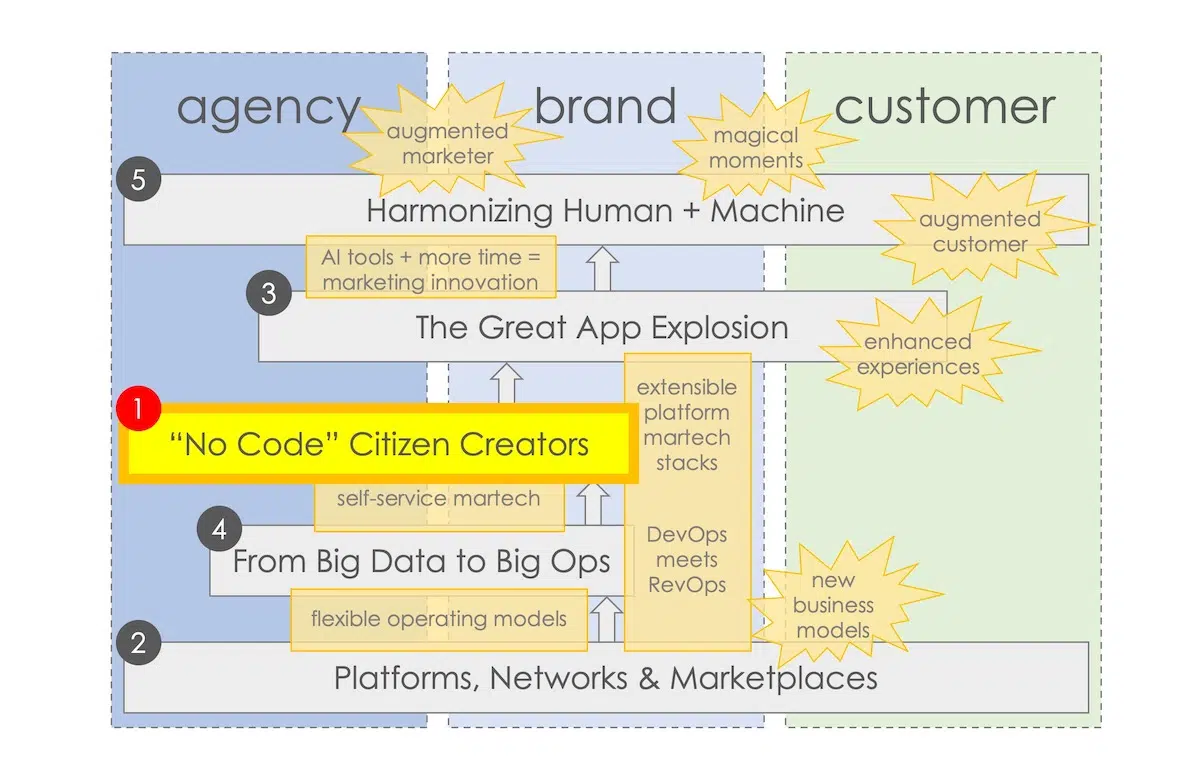 agency
brand
customer
augmented
marketer
magical
moments
5
Harmonizing Human + Machine
augmented
customer
AI tools + more time =
marketing innovation
3
The Great App Explosion
enhanced
experiences
extensible
platform
martech
stacks
1
“No Code” Citizen Creators
self-service martech
4
From Big Data to Big Ops
DevOps
meets
RevOps
flexible operating models
new
business
models
2
Platforms, Networks & Marketplaces